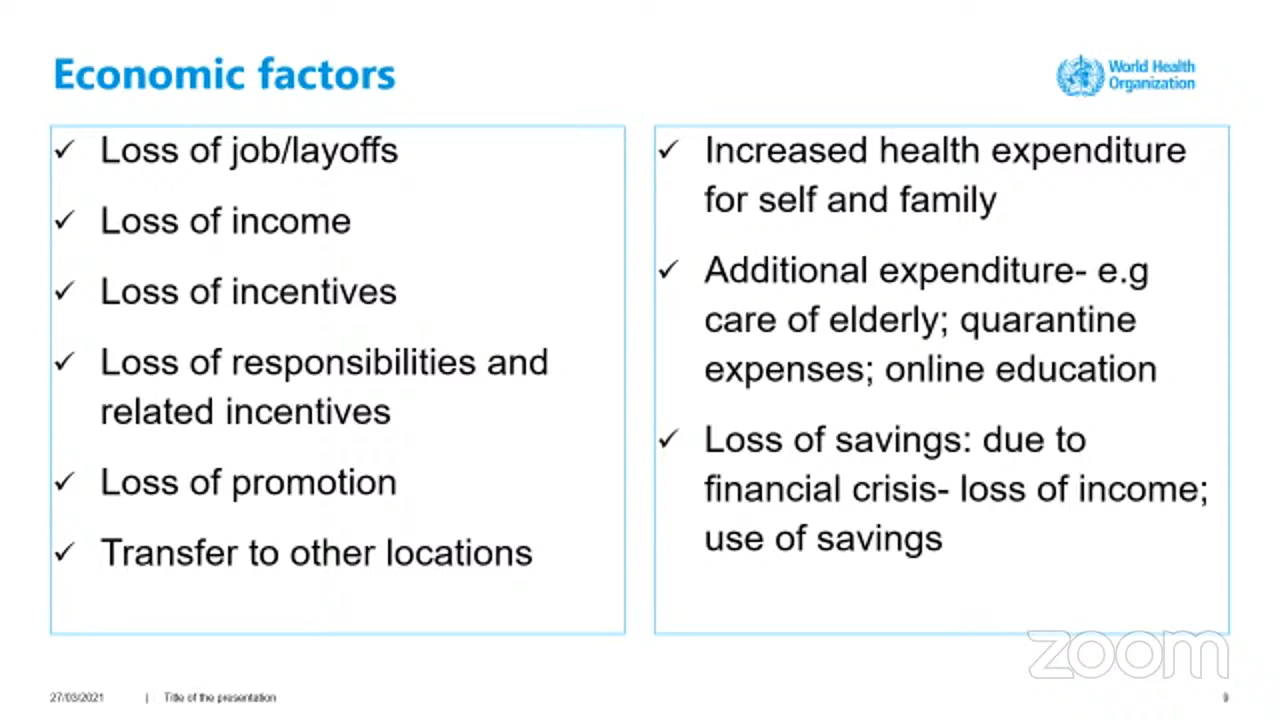 Economic factors
World Health
Organization
✓ Loss of job/layoffs
✓ Loss of income
✓ Loss of incentives
✓ Loss of responsibilities and
related incentives
✓ Loss of promotion
✓ Transfer to other locations
✓ Increased health expenditure
for self and family
✓ Additional expenditure- e.g
care of elderly; quarantine
expenses; online education
✓ Loss of savings: due to
financial crisis- loss of income;
use of savings
zoom
27/03/2021 | Title of the presentation
9